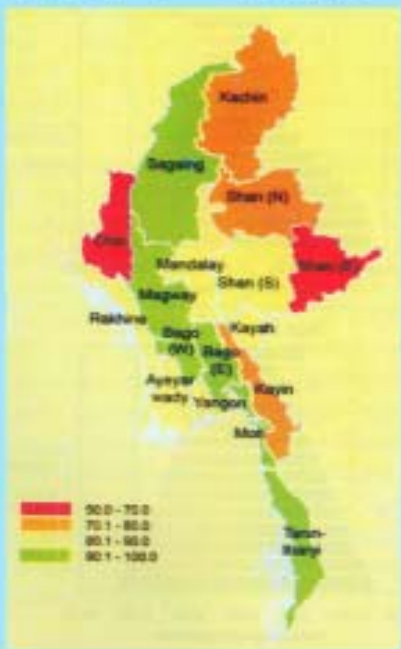 Kachin
Sagaing
Shan (N)
Chin
Shan (E)
Mandalay
Shan (S)
Magway
Rakhine
Kayah
Bago
(W)
Bago
(E)
Ayeyar
wady
Kayin
Yangon
Mon
Tanin-
tharyi
50.0 - 70.0
70.1 - 80.0
80.1 - 90.0
90.1 - 100.0